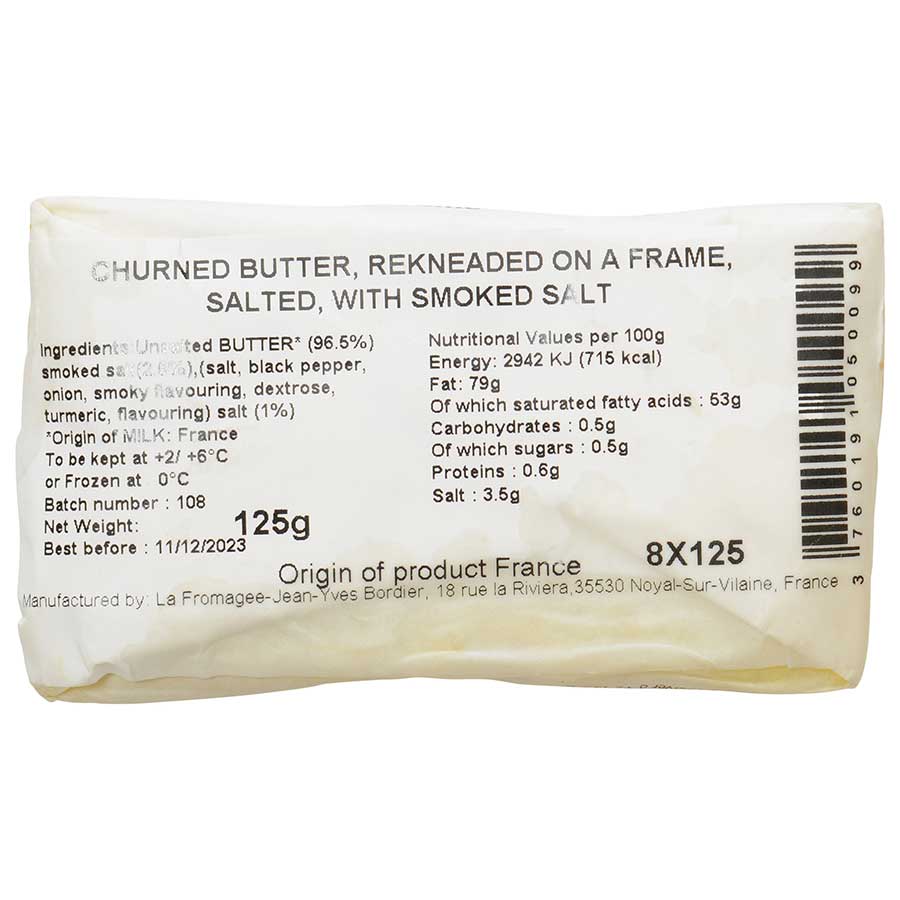 CHURNED BUTTER, REKNEADED ON A FRAME,
SALTED, WITH SMOKED SALT
Ingredients: Unsalted BUTTER* (96.5%)
smoked salt (2.5%),(salt, black pepper,
onion, smoky flavouring, dextrose,
turmeric, flavouring) salt (1%)
*Origin of MILK: France
To be kept at +2/ +6°C
or Frozen at 0°C
Batch number : 108
Net Weight: 125g
Best before : 11/12/2023
Nutritional Values per 100g
Energy: 2942 KJ (715 kcal)
Fat: 79g
Of which saturated fatty acids : 53g
Carbohydrates : 0.5g
Of which sugars : 0.5g
Proteins : 0.6g
Salt : 3.5g
8X125
Origin of product France
Manufactured by: La Fromagee-Jean-Yves Bordier, 18 rue la Riviera,35530 Noyal-Sur-Vilaine, France
3760191050099